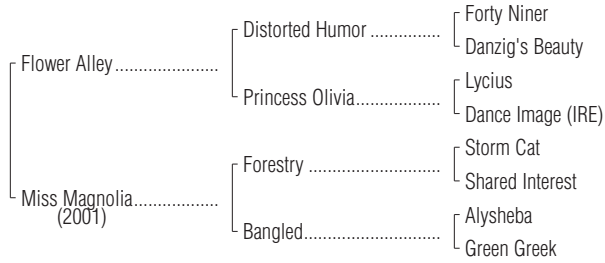 Forty Niner
Distorted Humor ...............
Danzig's Beauty
Flower Alley......................
Lycius
Princess Olivia..................
Dance Image (IRE)
Storm Cat
Forestry .......................
Shared Interest
Miss Magnolia..................
(2001)
Alysheba
Bangled.............................
Green Greek